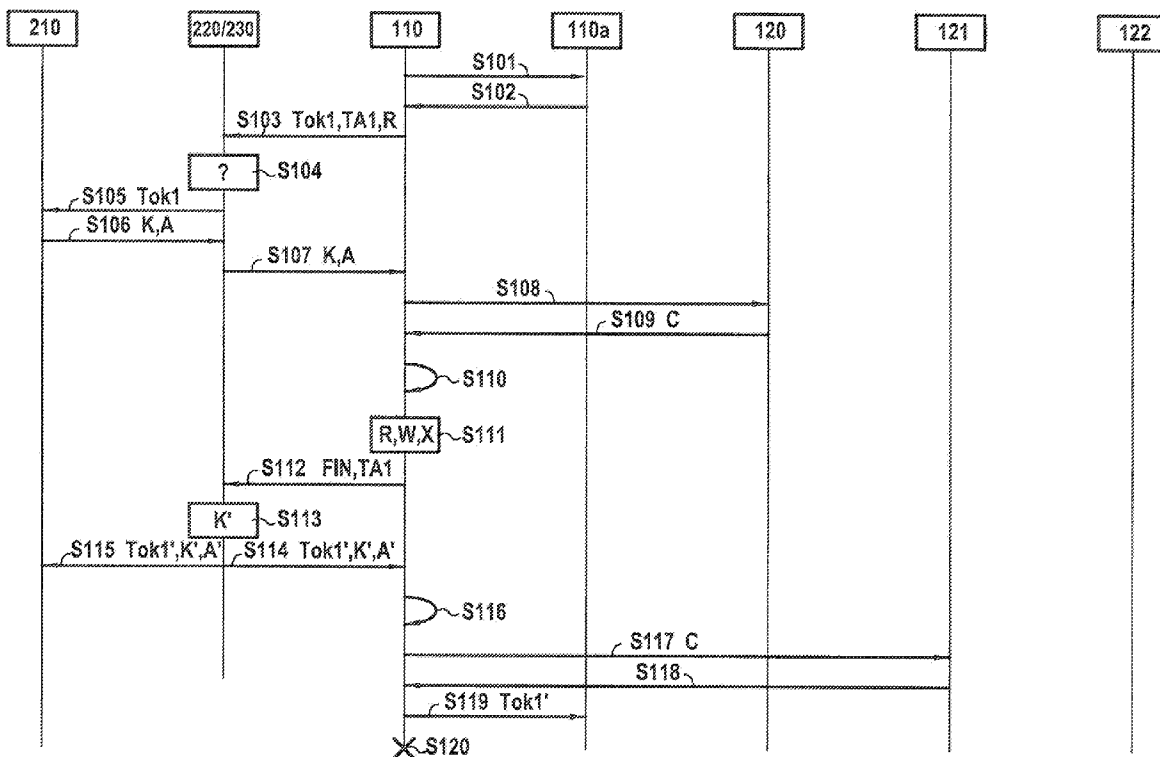 210 220/230 110 110a 120 121 122
S101
S102
S103 Tok1,TA1,R
? S104
S105 Tok1
S106 K,A
S107 K,A
S108
S109 C
S110
R,W,X S111
S112 FIN,TA1
K' S113
S115 Tok1',K',A' S114 Tok1',K',A'
S116
S117 C
S118
S119 Tok1'
S120